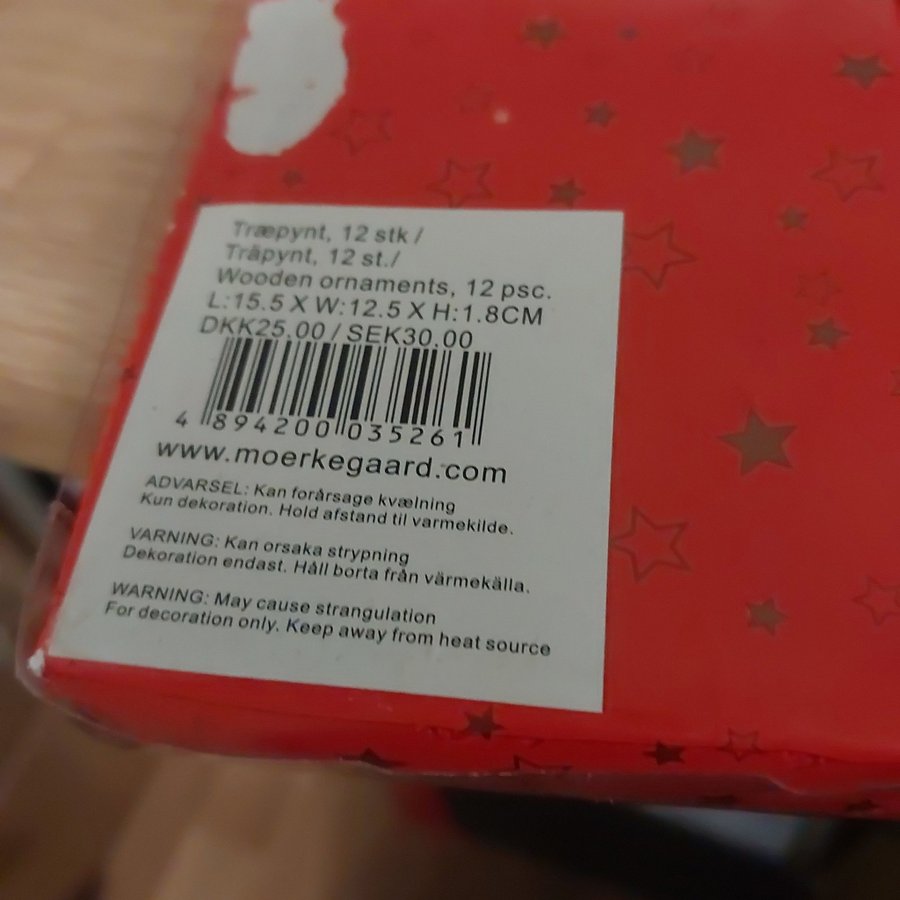 Træpynt, 12 stk /
Träpynt, 12 st./
Wooden ornaments, 12 psc.
L:15.5 X W:12.5 X H:1.8CM
DKK25.00 / SEK30.00
4 894200 035261
www.moerkegaard.com
ADVARSEL: Kan forårsage kvælning
Kun dekoration. Hold afstand til varmekilde.
VARNING: Kan orsaka strypning
Dekoration endast. Håll borta från värmekälla.
WARNING: May cause strangulation
For decoration only. Keep away from heat source